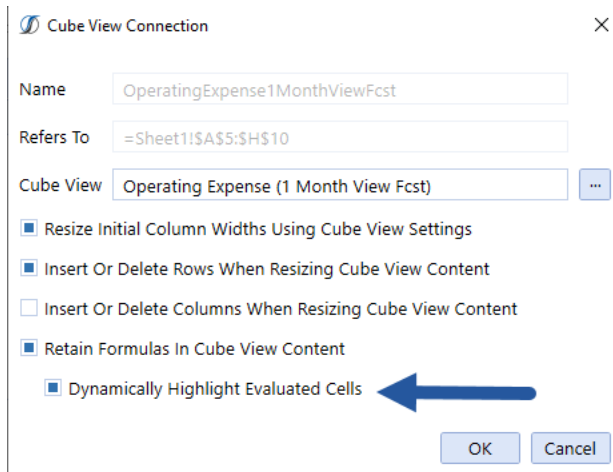 Cube View Connection
Name OperatingExpense1MonthViewFcst
Refers To =Sheet1!$A$5:$H$10
Cube View Operating Expense (1 Month View Fcst) ...
Resize Initial Column Widths Using Cube View Settings
Insert Or Delete Rows When Resizing Cube View Content
Insert Or Delete Columns When Resizing Cube View Content
Retain Formulas In Cube View Content
Dynamically Highlight Evaluated Cells
OK Cancel